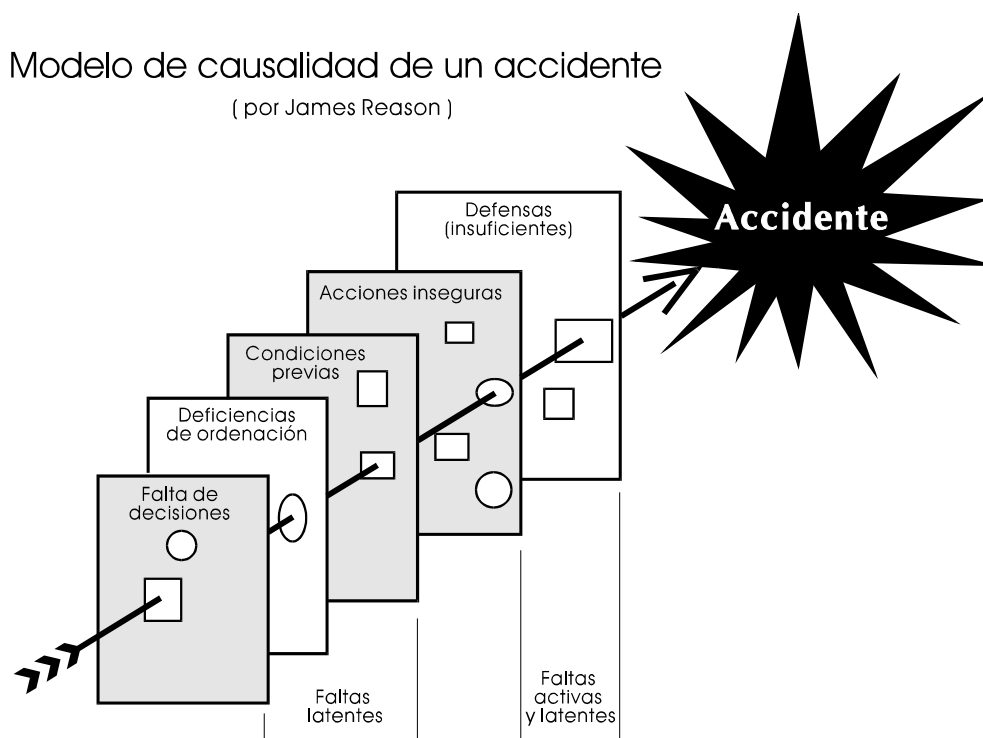 Modelo de causalidad de un accidente
( por James Reason )
Accidente
Defensas
(insuficientes)
Acciones inseguras
Condiciones
previas
Deficiencias
de ordenación
Falta de
decisiones
Faltas
latentes
Faltas
activas
y latentes